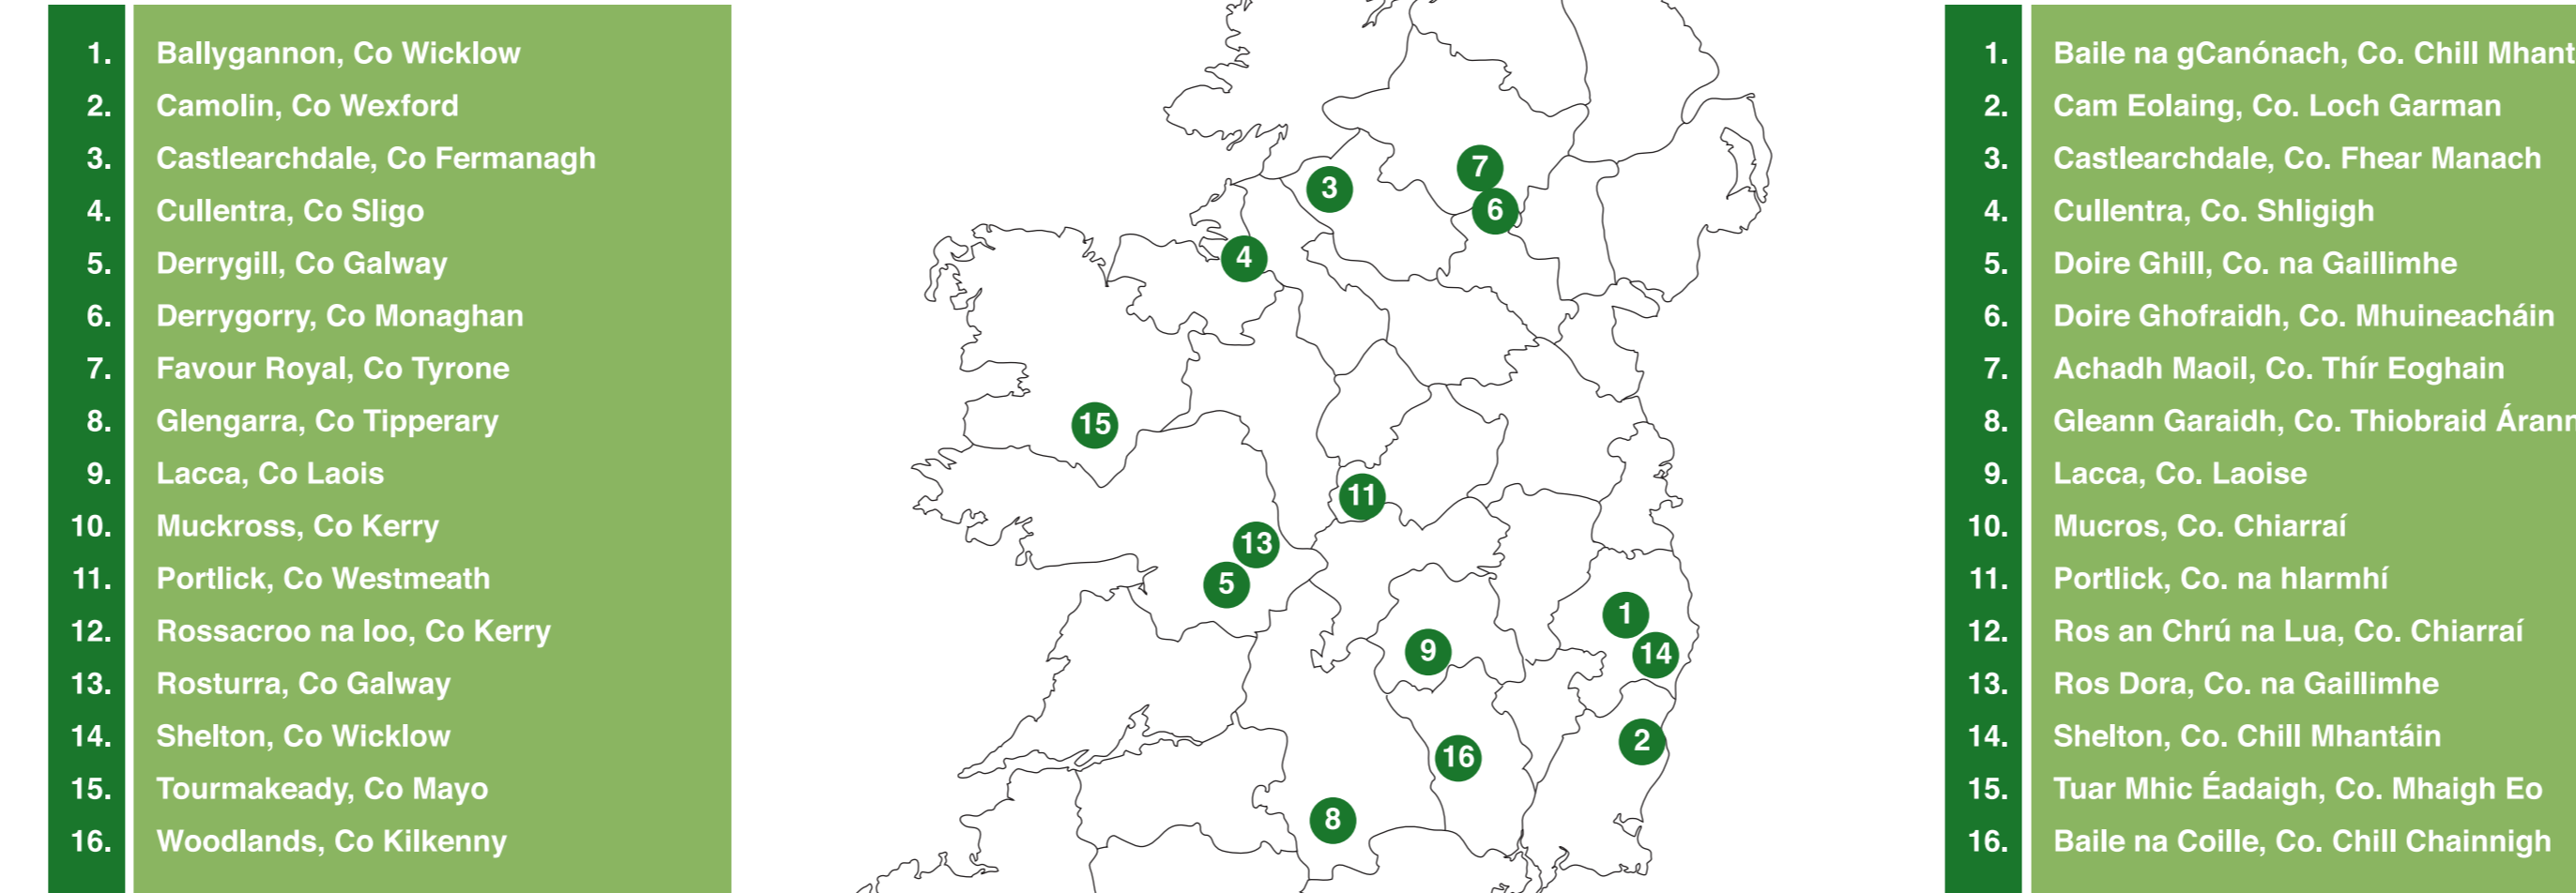 1. Ballygannon, Co Wicklow
2. Camolin, Co Wexford
3. Castlearchdale, Co Fermanagh
4. Cullentra, Co Sligo
5. Derrygill, Co Galway
6. Derrygorry, Co Monaghan
7. Favour Royal, Co Tyrone
8. Glengarra, Co Tipperary
9. Lacca, Co Laois
10. Muckross, Co Kerry
11. Portlick, Co Westmeath
12. Rossacroo na loo, Co Kerry
13. Rosturra, Co Galway
14. Shelton, Co Wicklow
15. Tourmakeady, Co Mayo
16. Woodlands, Co Kilkenny
7
3
6
4
15
11
13
5
1
9
14
2
16
8
1. Baile na gCanónach, Co. Chill Mhant
2. Cam Eolaing, Co. Loch Garman
3. Castlearchdale, Co. Fhear Manach
4. Cullentra, Co. Shligigh
5. Doire Ghill, Co. na Gaillimhe
6. Doire Ghofraidh, Co. Mhuineacháin
7. Achadh Maoil, Co. Thír Eoghain
8. Gleann Garaidh, Co. Thiobraid Árann
9. Lacca, Co. Laoise
10. Mucros, Co. Chiarraí
11. Portlick, Co. na hIarmhí
12. Ros an Chrú na Lua, Co. Chiarraí
13. Ros Dora, Co. na Gaillimhe
14. Shelton, Co. Chill Mhantáin
15. Tuar Mhic Éadaigh, Co. Mhaigh Eo
16. Baile na Coille, Co. Chill Chainnigh